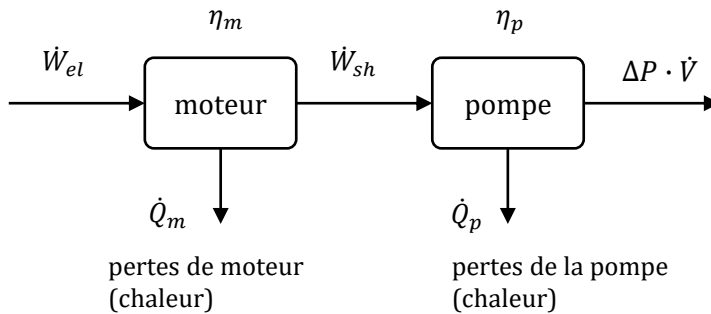 η_m
η_p
Ẇ_el
Ẇ_sh
ΔP · V̇
moteur
pompe
Q̇_m
Q̇_p
pertes de moteur
(chaleur)
pertes de la pompe
(chaleur)